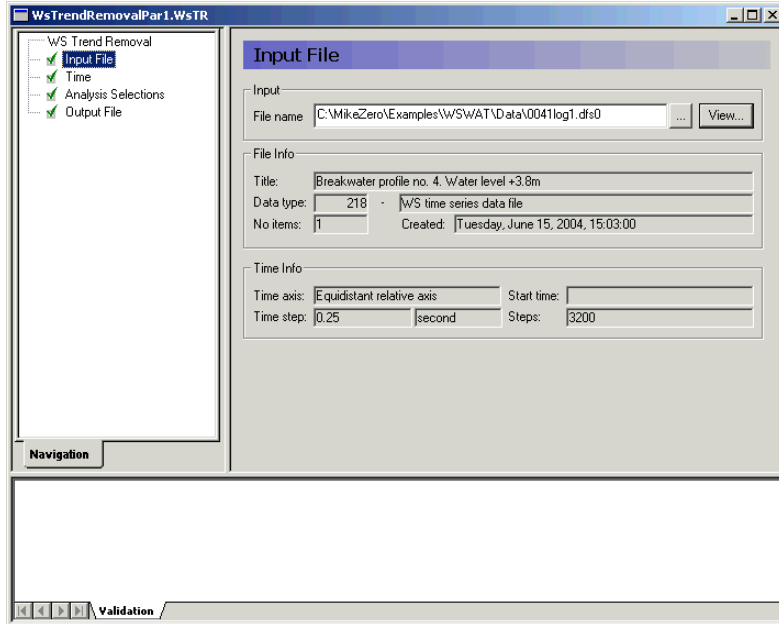 WsTrendRemovalPar1.WsTR
WS Trend Removal
Input File
Time
Analysis Selections
Output File
Navigation
Input File
Input
File name C:\MikeZero\Examples\WSWAT\Data\0041log1.dfs0 ... View...
File Info
Title: Breakwater profile no. 4. Water level +3.8m
Data type: 218 - WS time series data file
No items: 1 Created: Tuesday, June 15, 2004, 15:03:00
Time Info
Time axis: Equidistant relative axis Start time:
Time step: 0.25 second Steps: 3200
Validation